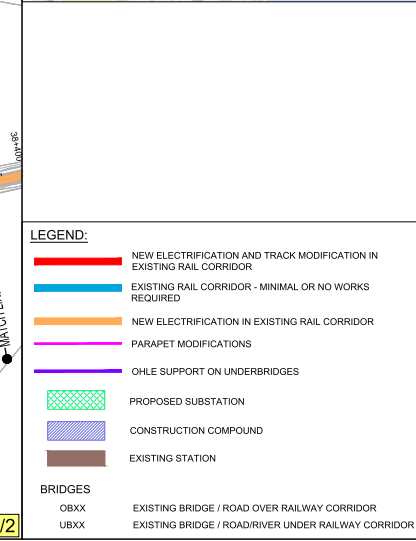 38+400
LEGEND:
NEW ELECTRIFICATION AND TRACK MODIFICATION IN
EXISTING RAIL CORRIDOR
EXISTING RAIL CORRIDOR - MINIMAL OR NO WORKS
REQUIRED
NEW ELECTRIFICATION IN EXISTING RAIL CORRIDOR
PARAPET MODIFICATIONS
OHLE SUPPORT ON UNDERBRIDGES
PROPOSED SUBSTATION
CONSTRUCTION COMPOUND
EXISTING STATION
BRIDGES
OBXX EXISTING BRIDGE / ROAD OVER RAILWAY CORRIDOR
UBXX EXISTING BRIDGE / ROAD/RIVER UNDER RAILWAY CORRIDOR
/2